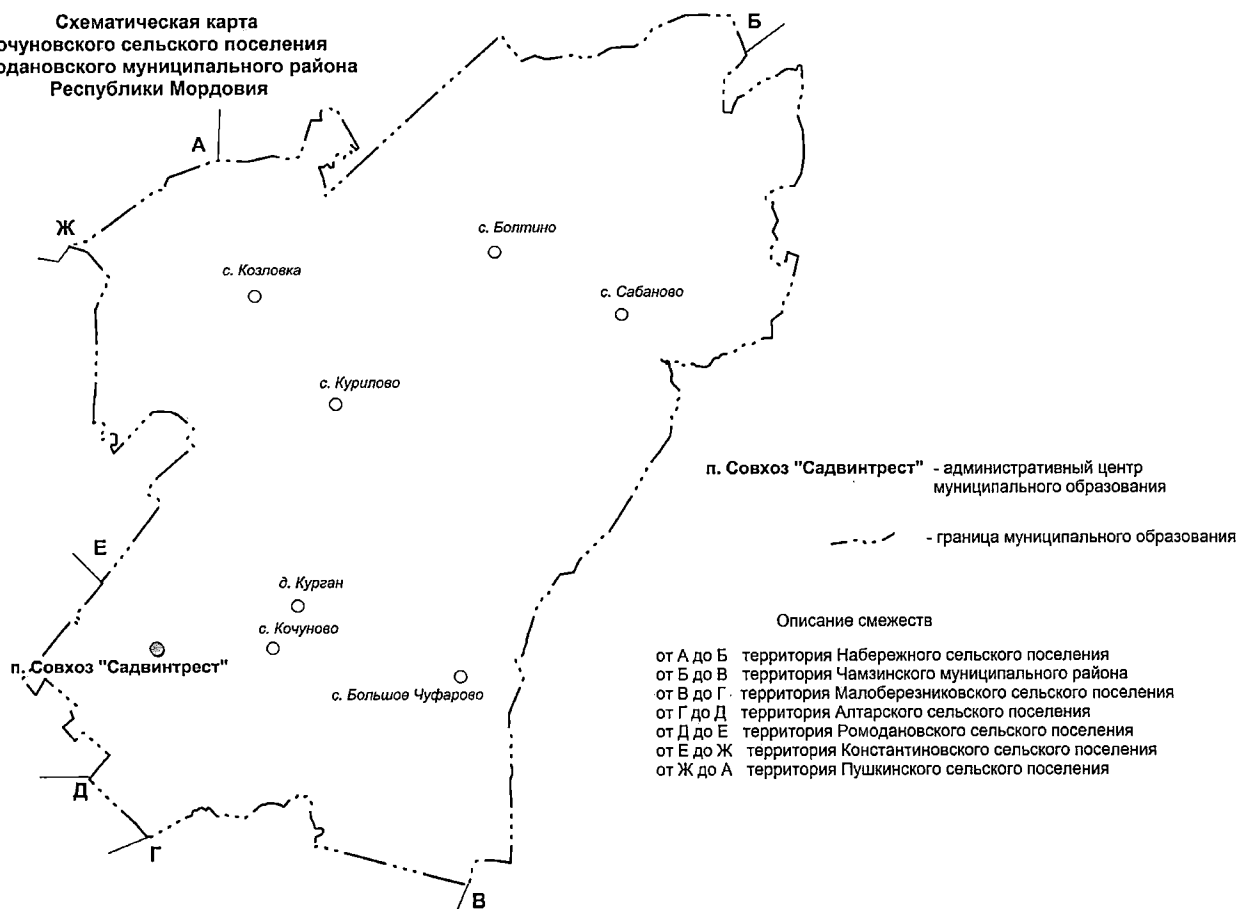 Схематическая карта
очуновского сельского поселения
одановского муниципального района
Республики Мордовия
Б
А
Ж
с. Болтино
с. Козловка
с. Сабаново
с. Курилово
п. Совхоз "Садвинтрест" - административный центр
муниципального образования
- граница муниципального образования
Е
д. Курган
с. Кочуново
п. Совхоз "Садвинтрест"
с. Большое Чуфарово
Описание смежеств
от А до Б территория Набережного сельского поселения
от Б до В территория Чамзинского муниципального района
от В до Г территория Малоберезниковского сельского поселения
от Г до Д территория Алтарского сельского поселения
от Д до Е территория Ромодановского сельского поселения
от Е до Ж территория Константиновского сельского поселения
от Ж до А территория Пушкинского сельского поселения
Д
Г
В